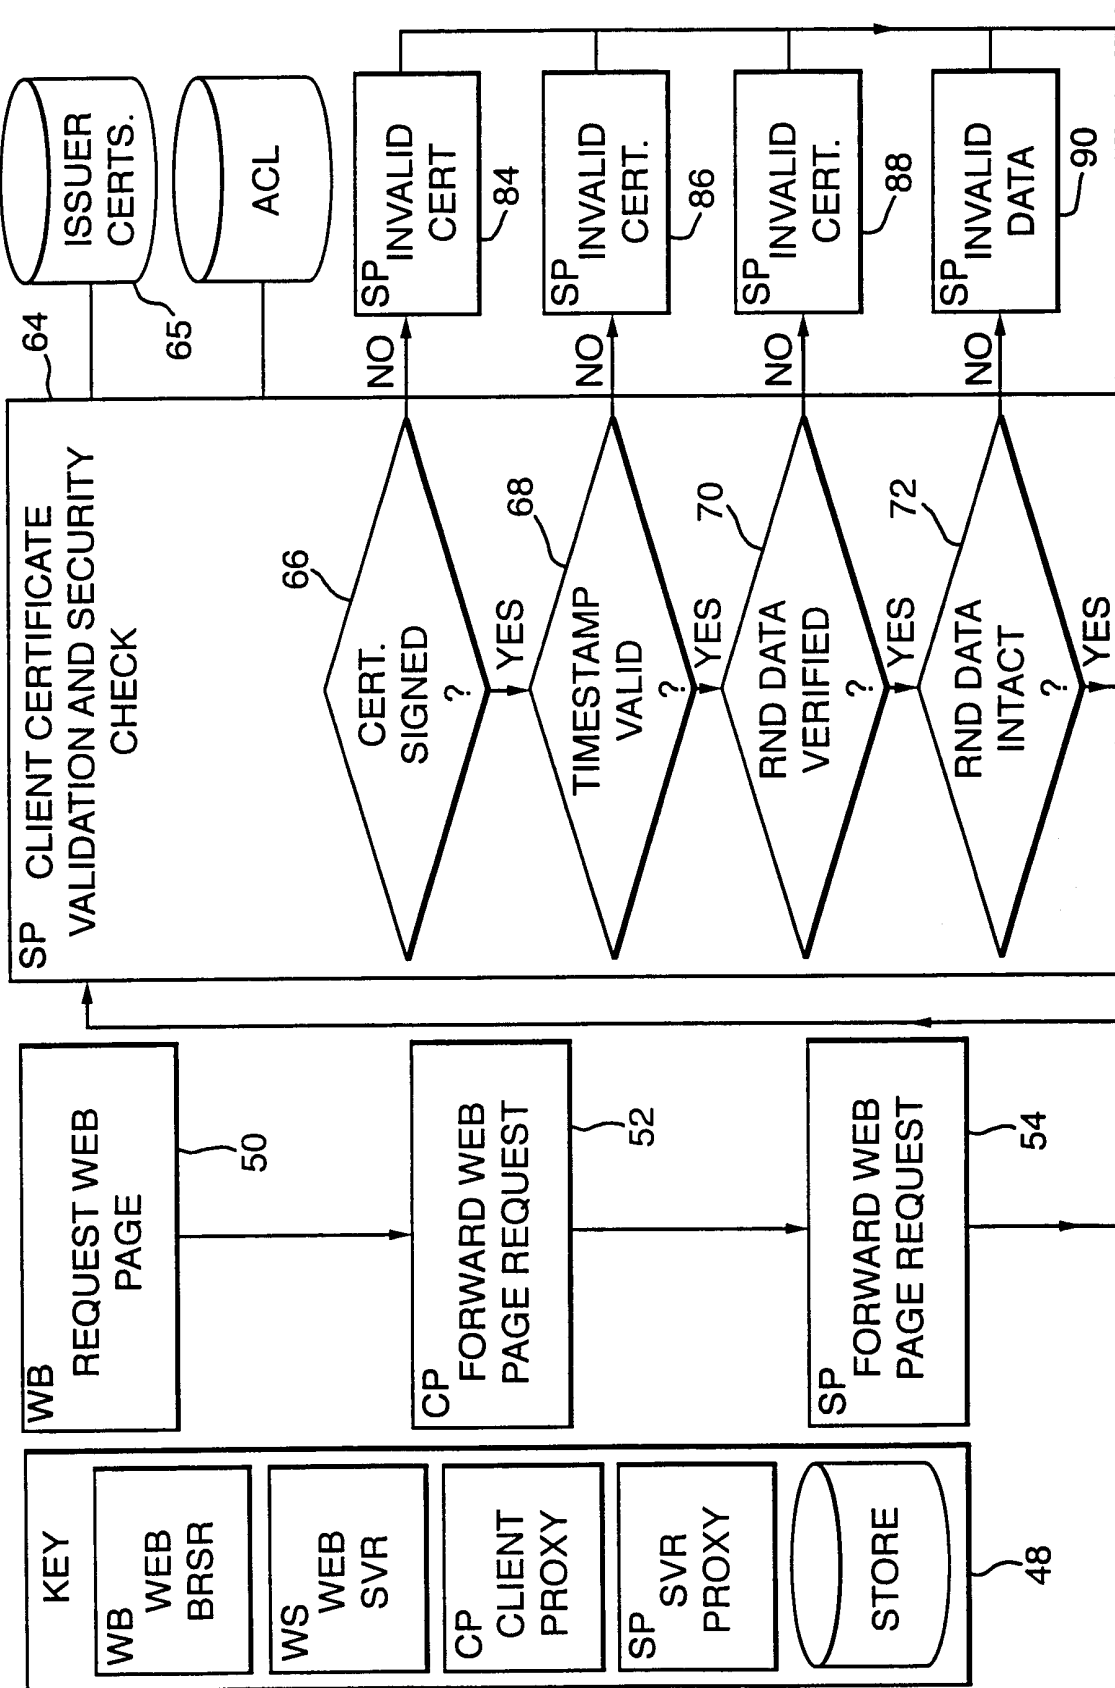 KEY
WB
WEB
BRSR
WS
WEB
SVR
CP
CLIENT
PROXY
SP
SVR
PROXY
STORE
48
WB
REQUEST WEB
PAGE
50
CP
FORWARD WEB
PAGE REQUEST
52
SP
FORWARD WEB
PAGE REQUEST
54
SP CLIENT CERTIFICATE
VALIDATION AND SECURITY
CHECK
64
CERT.
SIGNED
?
66
YES
NO
TIMESTAMP
VALID
?
68
YES
NO
RND DATA
VERIFIED
?
70
YES
NO
RND DATA
INTACT
?
72
YES
NO
ISSUER
CERTS.
65
ACL
SP
INVALID
CERT
84
SP
INVALID
CERT.
86
SP
INVALID
CERT.
88
SP
INVALID
DATA
90